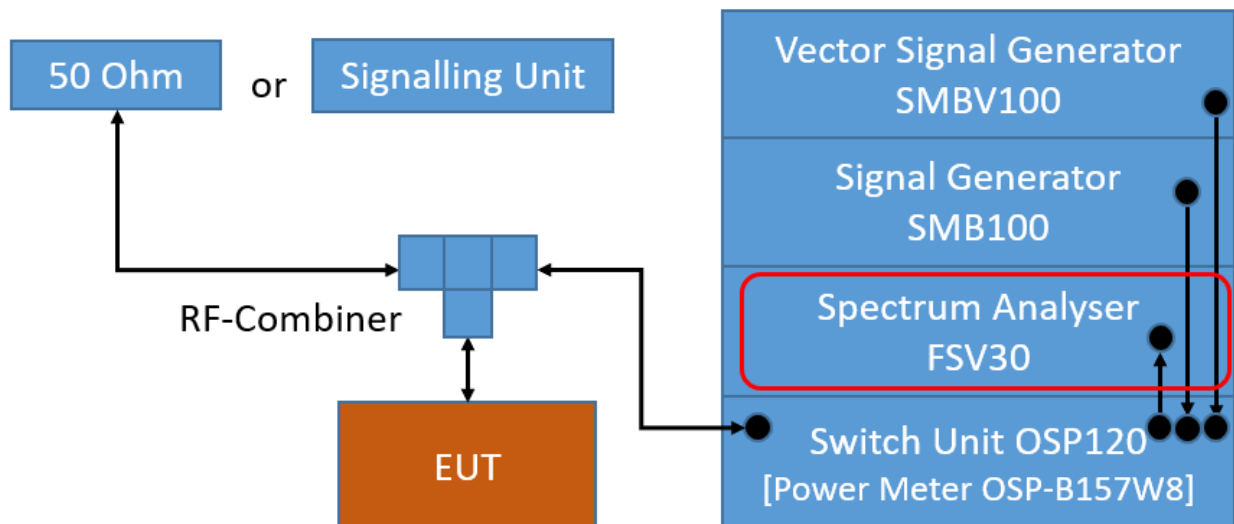 50 Ohm
or
Signalling Unit
RF-Combiner
EUT
Vector Signal Generator
SMBV100
Signal Generator
SMB100
Spectrum Analyser
FSV30
Switch Unit OSP120
[Power Meter OSP-B157W8]